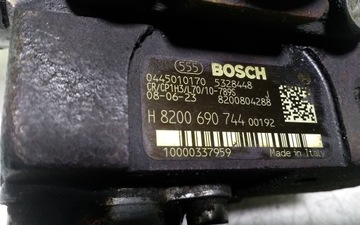 555 BOSCH
0445010170 5328448
CR/CP1H3/L70/10-789S J
08-06-23 8200804288
H 8200 690 744 00192
10000337959 Made in Italy